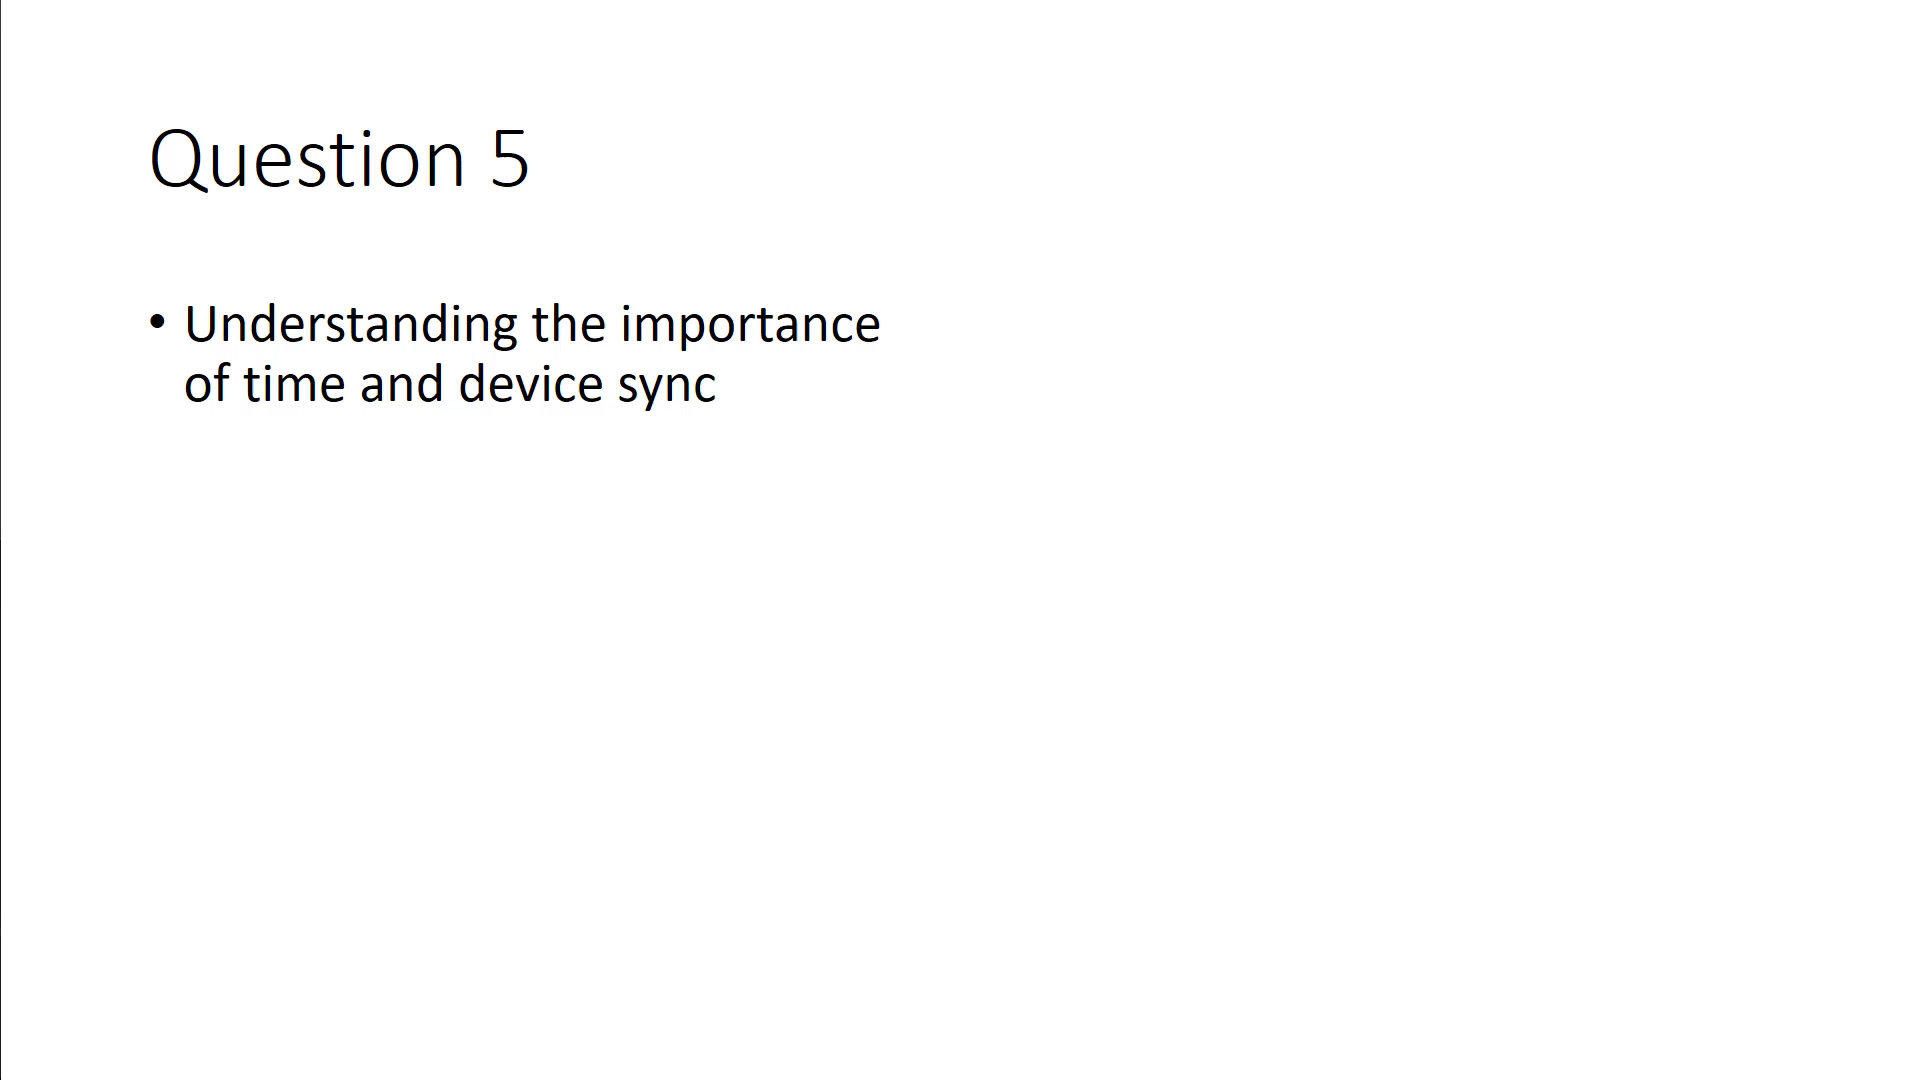 Question 5
• Understanding the importance
of time and device sync